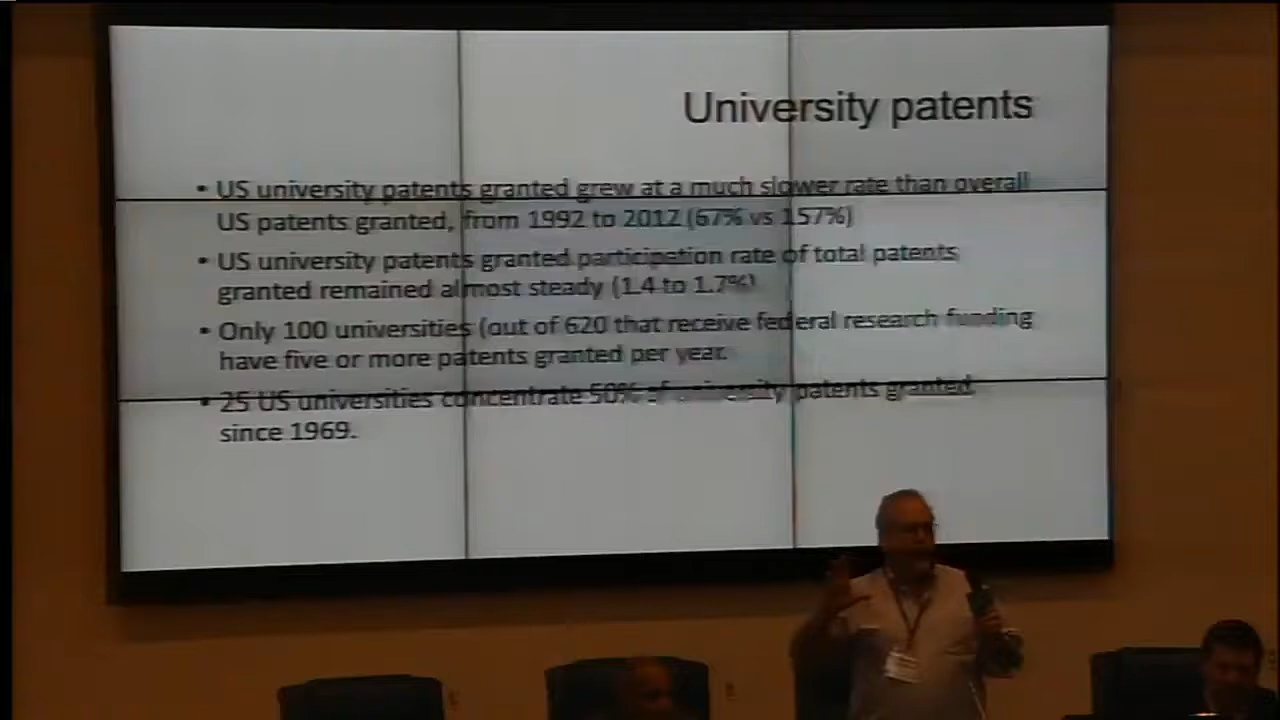 University patents
• US university patents granted grew at a much slower rate than overall
US patents granted, from 1992 to 2012 (67% vs 157%)
• US university patents granted participation rate of total patents
granted remained almost steady (1.4 to 1.7%)
• Only 100 universities (out of 620 that receive federal research funding
have five or more patents granted per year.
• 25 US universities concentrate 50% of university patents granted
since 1969.